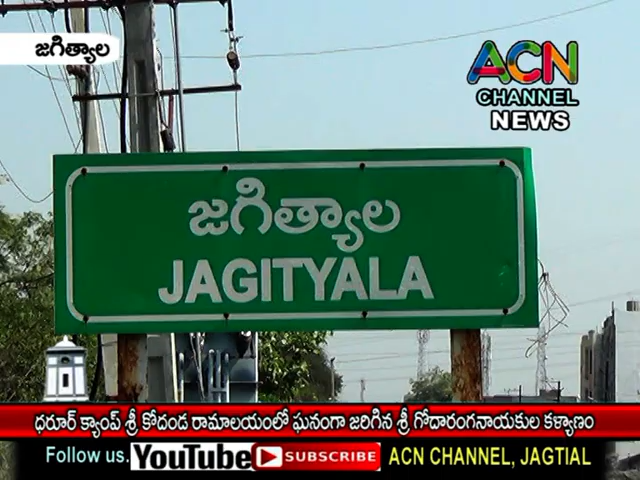 జగిత్యాల
ACN
CHANNEL
NEWS
జగిత్యాల
JAGITYALA
ధరూర్ క్యాంప్ శ్రీ కోదండ రామాలయంలో ఘనంగా జరిగిన శ్రీ గోదారంగనాయకుల కళ్యాణం
Follow us. YouTube SUBSCRIBE ACN CHANNEL, JAGTIAL